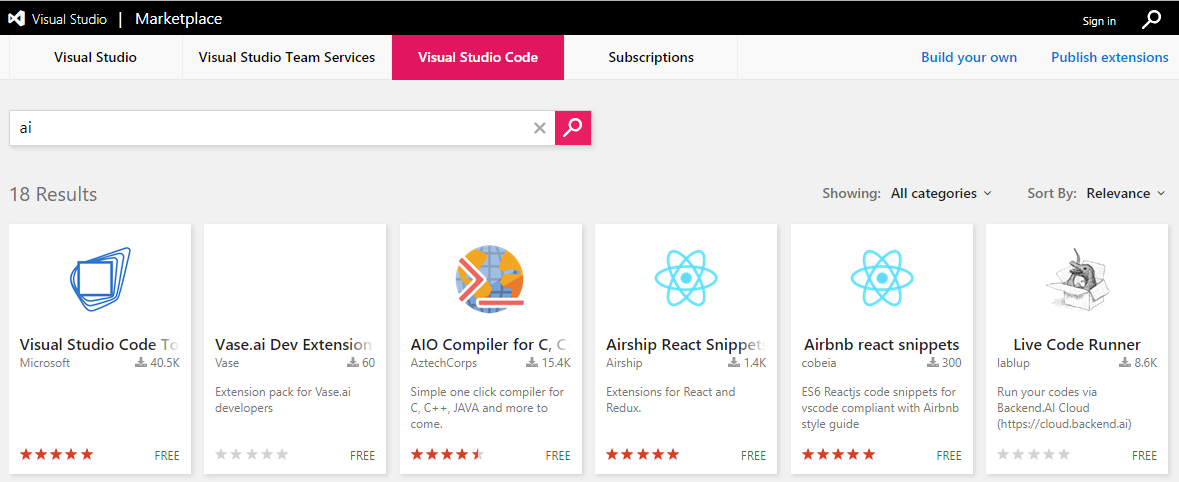 Visual Studio | Marketplace Sign in
Visual Studio Visual Studio Team Services Visual Studio Code Subscriptions Build your own Publish extensions
ai
18 Results Showing: All categories Sort By: Relevance
Visual Studio Code To
Microsoft 40.5K
FREE
Vase.ai Dev Extension
Vase 60
Extension pack for Vase.ai
developers
FREE
AIO Compiler for C, C
AztechCorps 15.4K
Simple one click compiler for
C, C++, JAVA and more to
come.
FREE
Airship React Snippets
Airship 1.4K
Extensions for React and
Redux.
FREE
Airbnb react snippets
cobeia 300
ES6 Reactjs code snippets for
vscode compliant with Airbnb
style guide
FREE
Live Code Runner
lablup 8.6K
Run your codes via
Backend.AI Cloud
(https://cloud.backend.ai)
FREE